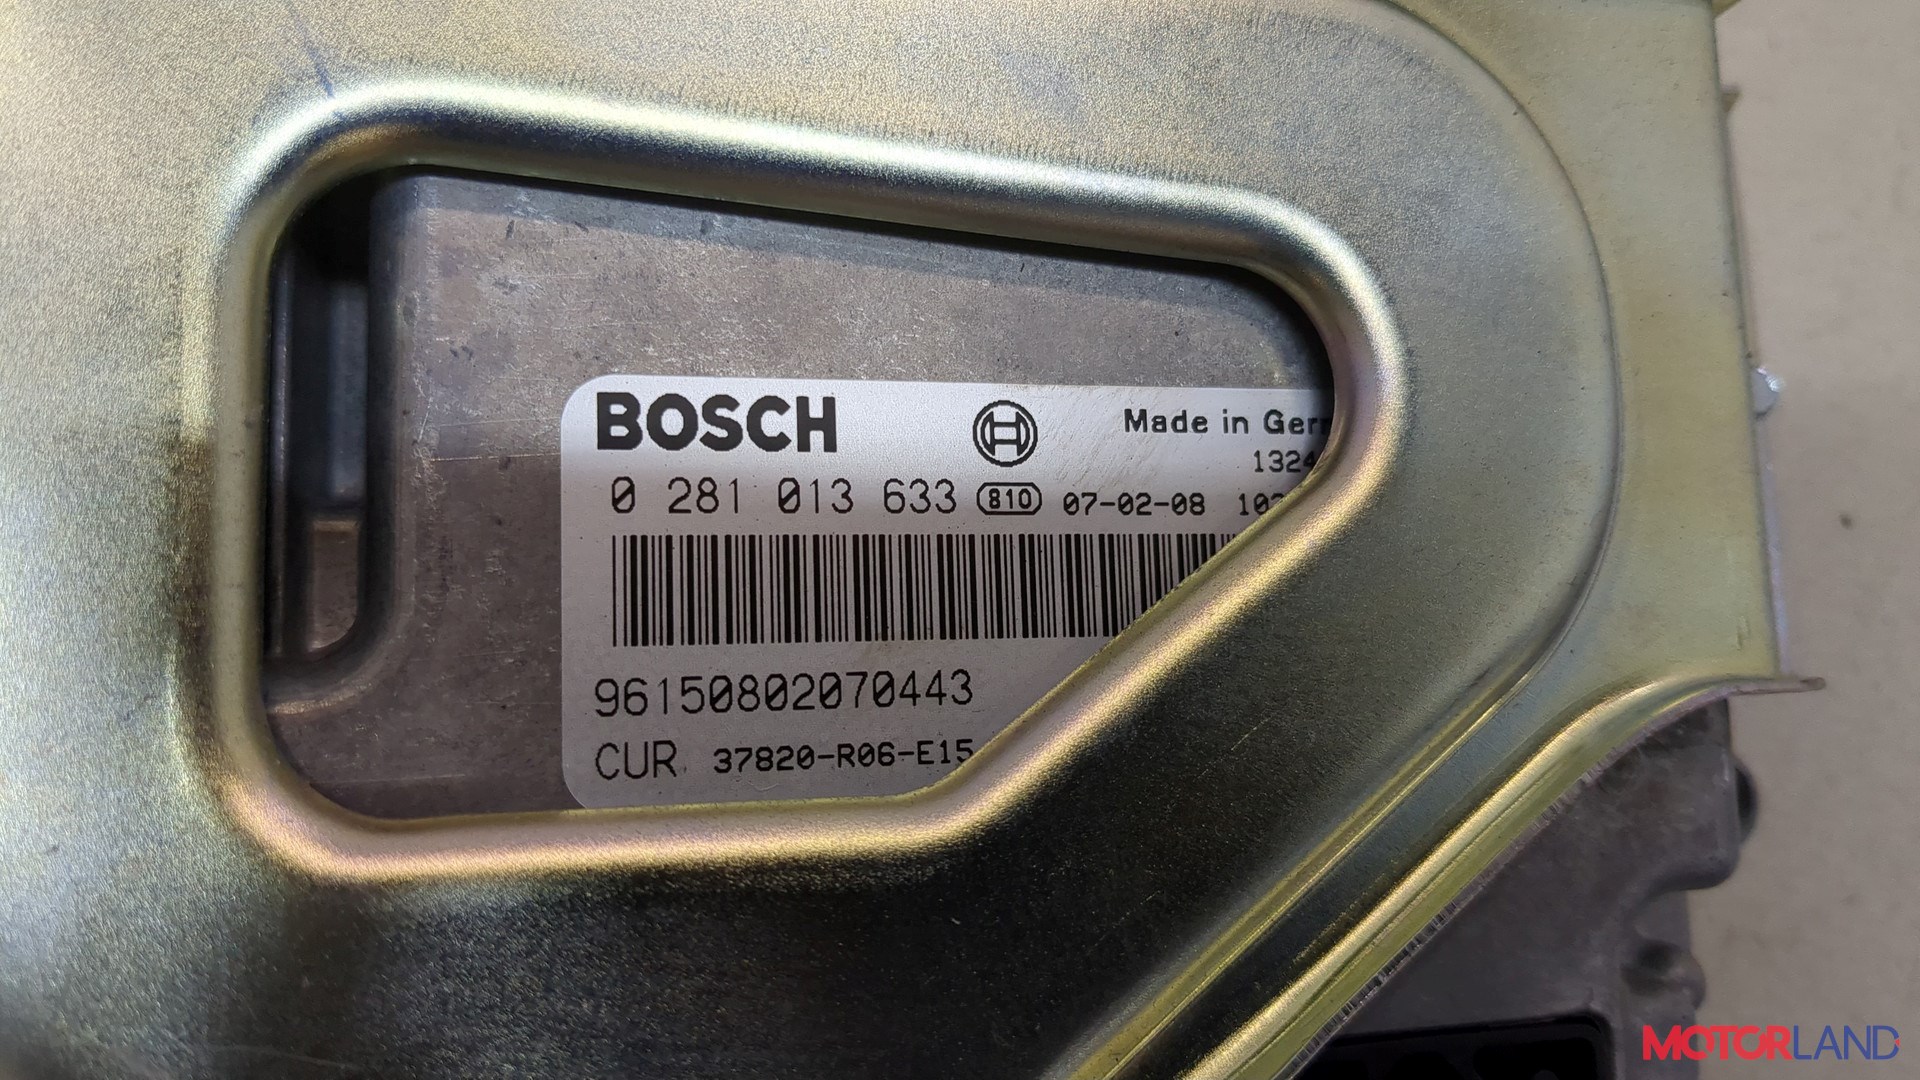 BOSCH
Made in Ger
1324
0 281 013 633 810 07-02-08 10
96150802070443
CUR 37820-R06-E15
MOTORLAND